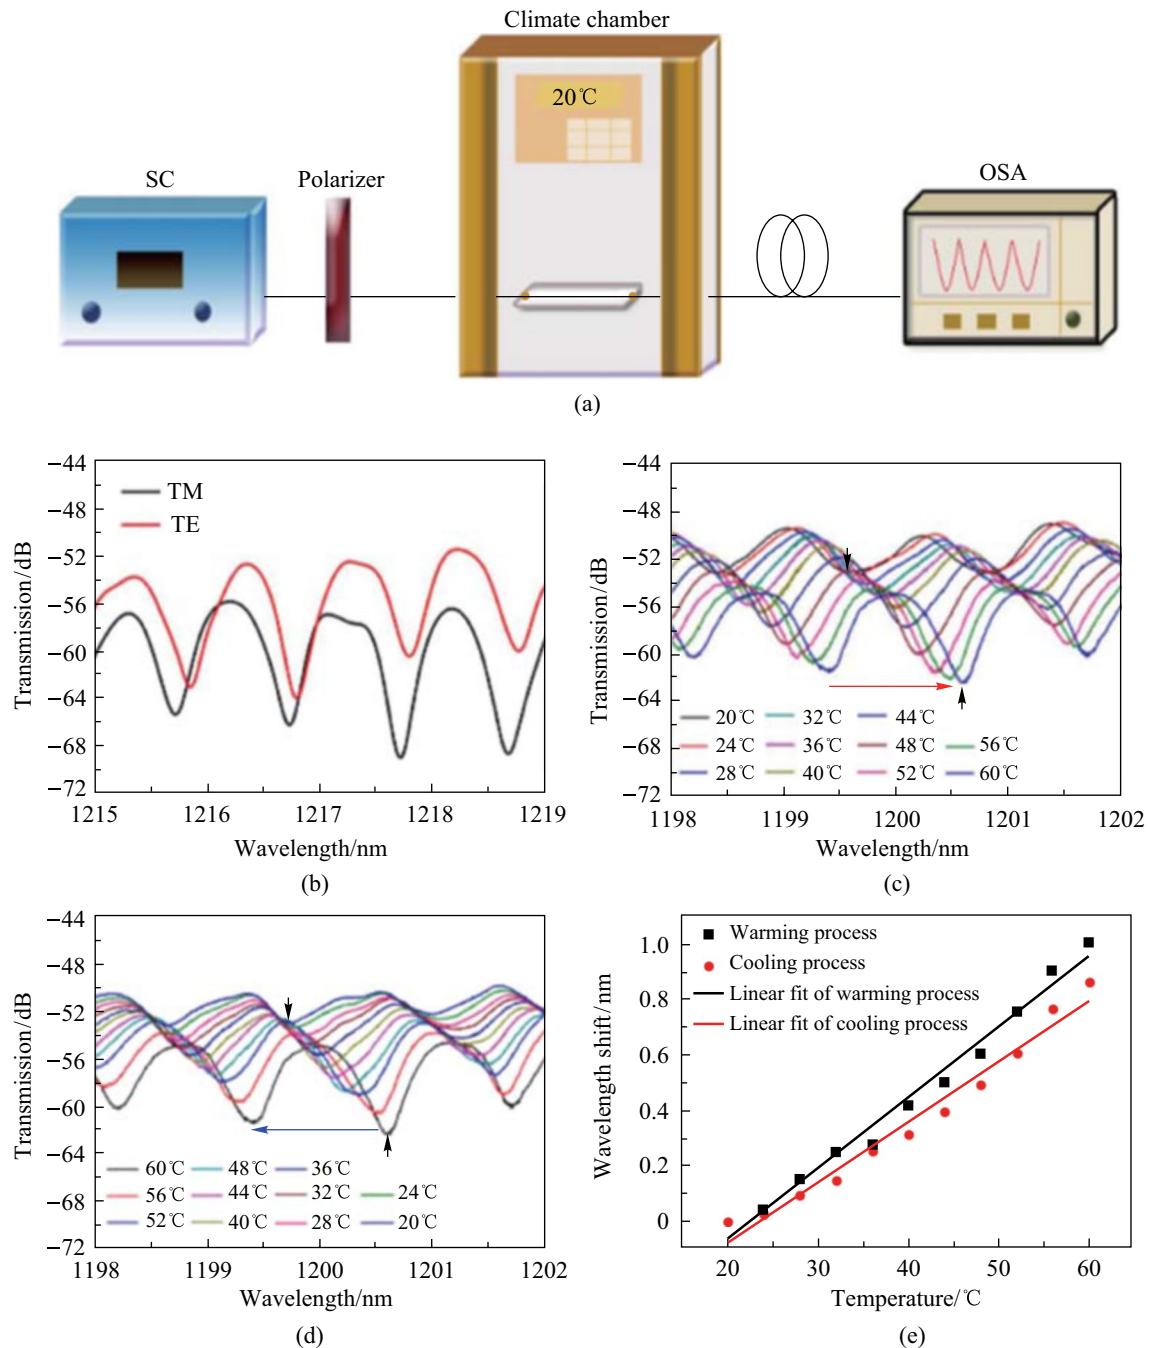 Climate chamber
20℃
SC
Polarizer
OSA
(a)
−44
−48
−52
−56
−60
−64
−68
−72
Transmission/dB
TM
TE
1215
1216
1217
1218
1219
Wavelength/nm
(b)
−44
−48
−52
−56
−60
−64
−68
−72
Transmission/dB
20℃ 32℃ 44℃
24℃ 36℃ 48℃ 56℃
28℃ 40℃ 52℃ 60℃
1198
1199
1200
1201
1202
Wavelength/nm
(c)
−44
−48
−52
−56
−60
−64
−68
−72
Transmission/dB
60℃ 48℃ 36℃
56℃ 44℃ 32℃ 24℃
52℃ 40℃ 28℃ 20℃
1198
1199
1200
1201
1202
Wavelength/nm
(d)
1.0
0.8
0.6
0.4
0.2
0
Wavelength shift/nm
Warming process
Cooling process
Linear fit of warming process
Linear fit of cooling process
20
30
40
50
60
Temperature/℃
(e)